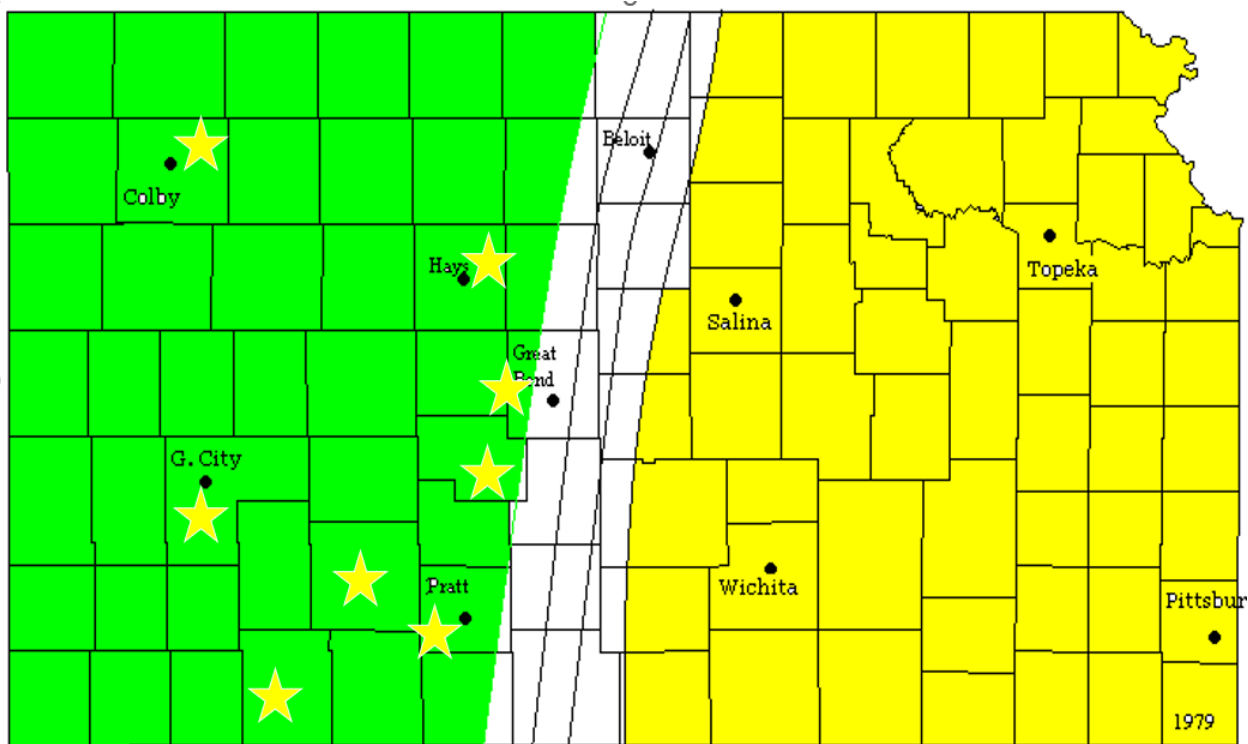 Beloit
Colby
Hays
Topeka
Salina
Great
Bend
G. City
Wichita
Pratt
Pittsbur
1979